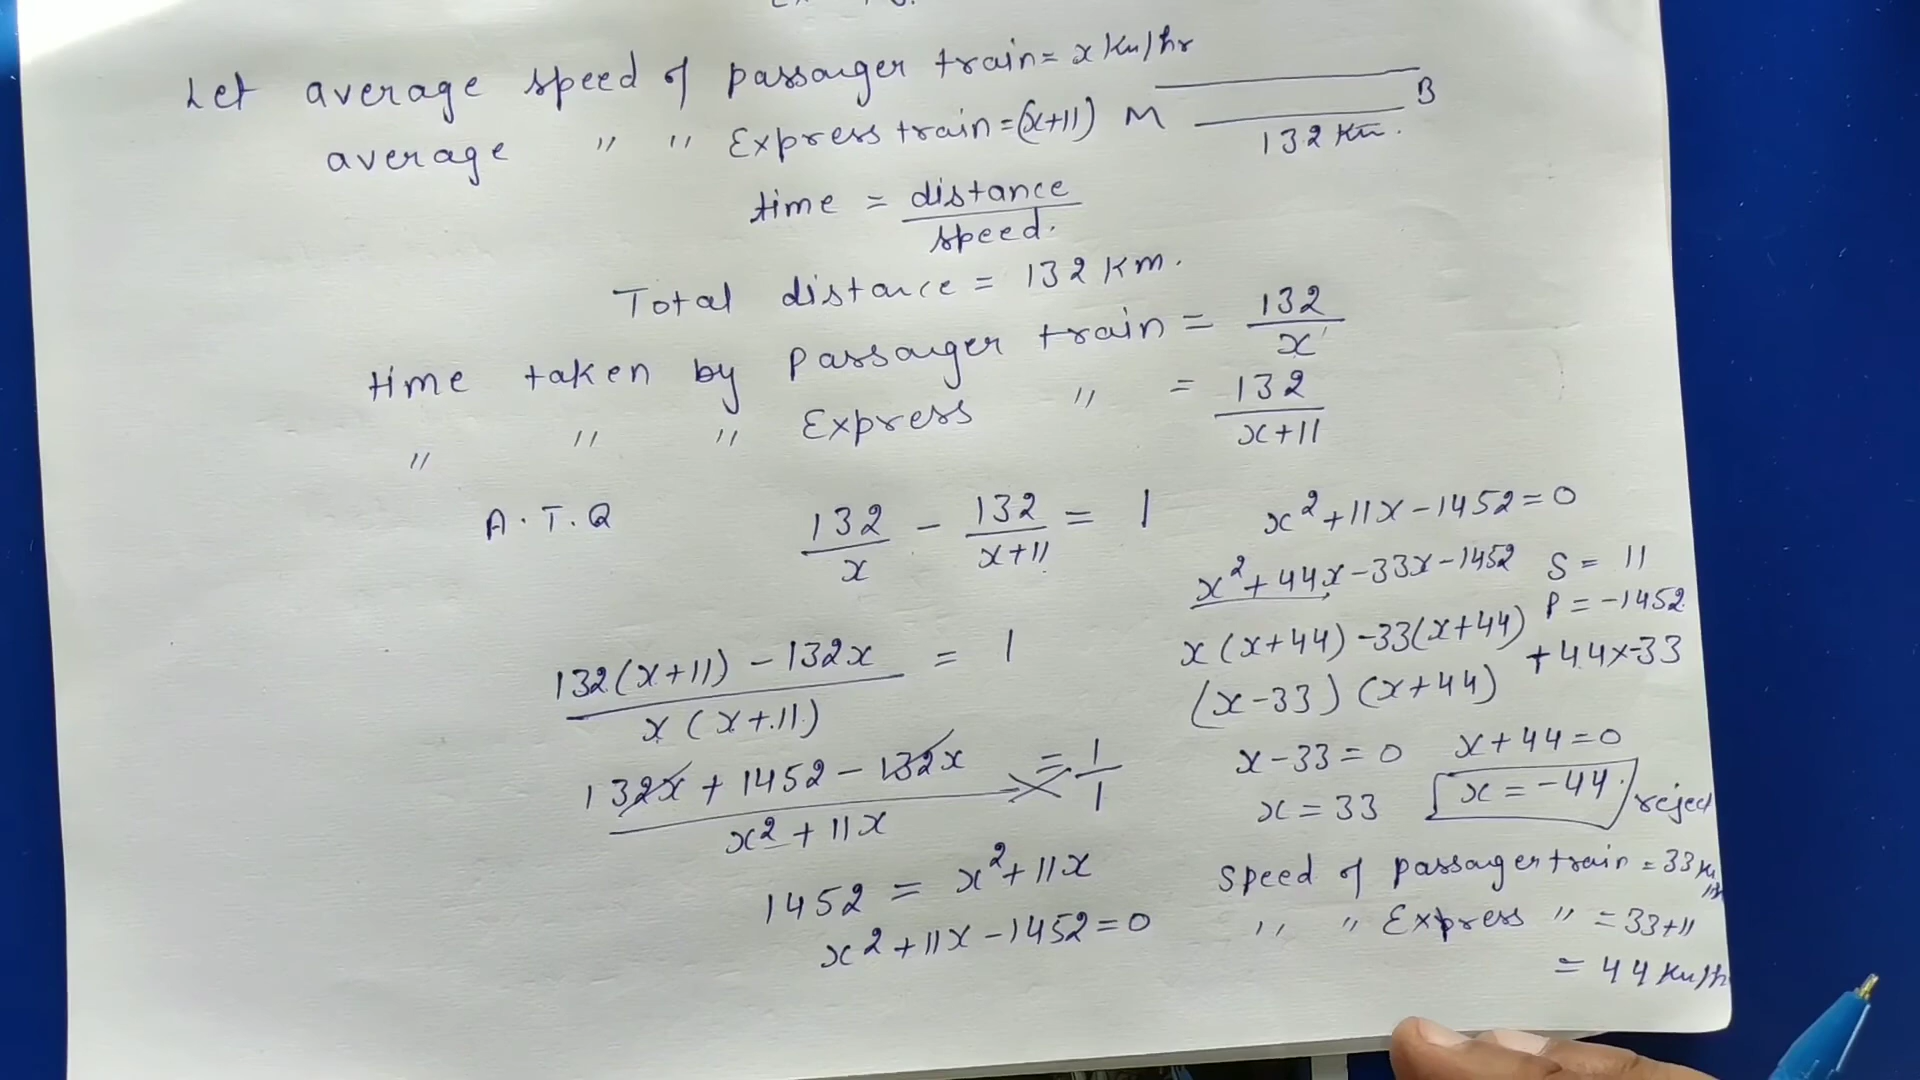 Let average speed of passanger train = x Km/hr
average " " Express train = (x+11) M B
132 Km.
time = distance / speed.
Total distance = 132 Km.
time taken by Passanger train = 132/x
" " " Express " = 132/(x+11)
A.T.Q 132/x - 132/(x+11) = 1
(132(x+11) - 132x) / (x(x+11)) = 1
(132x + 1452 - 132x) / (x² + 11x) = 1/1
1452 = x² + 11x
x² + 11x - 1452 = 0
x² + 11x - 1452 = 0
x² + 44x - 33x - 1452 S = 11
P = -1452
x(x+44) - 33(x+44) +44x-33
(x-33)(x+44)
x-33 = 0 x+44 = 0
x = 33 x = -44 reject
Speed of passanger train = 33 Km/h
" " Express " = 33+11
= 44 Km/h